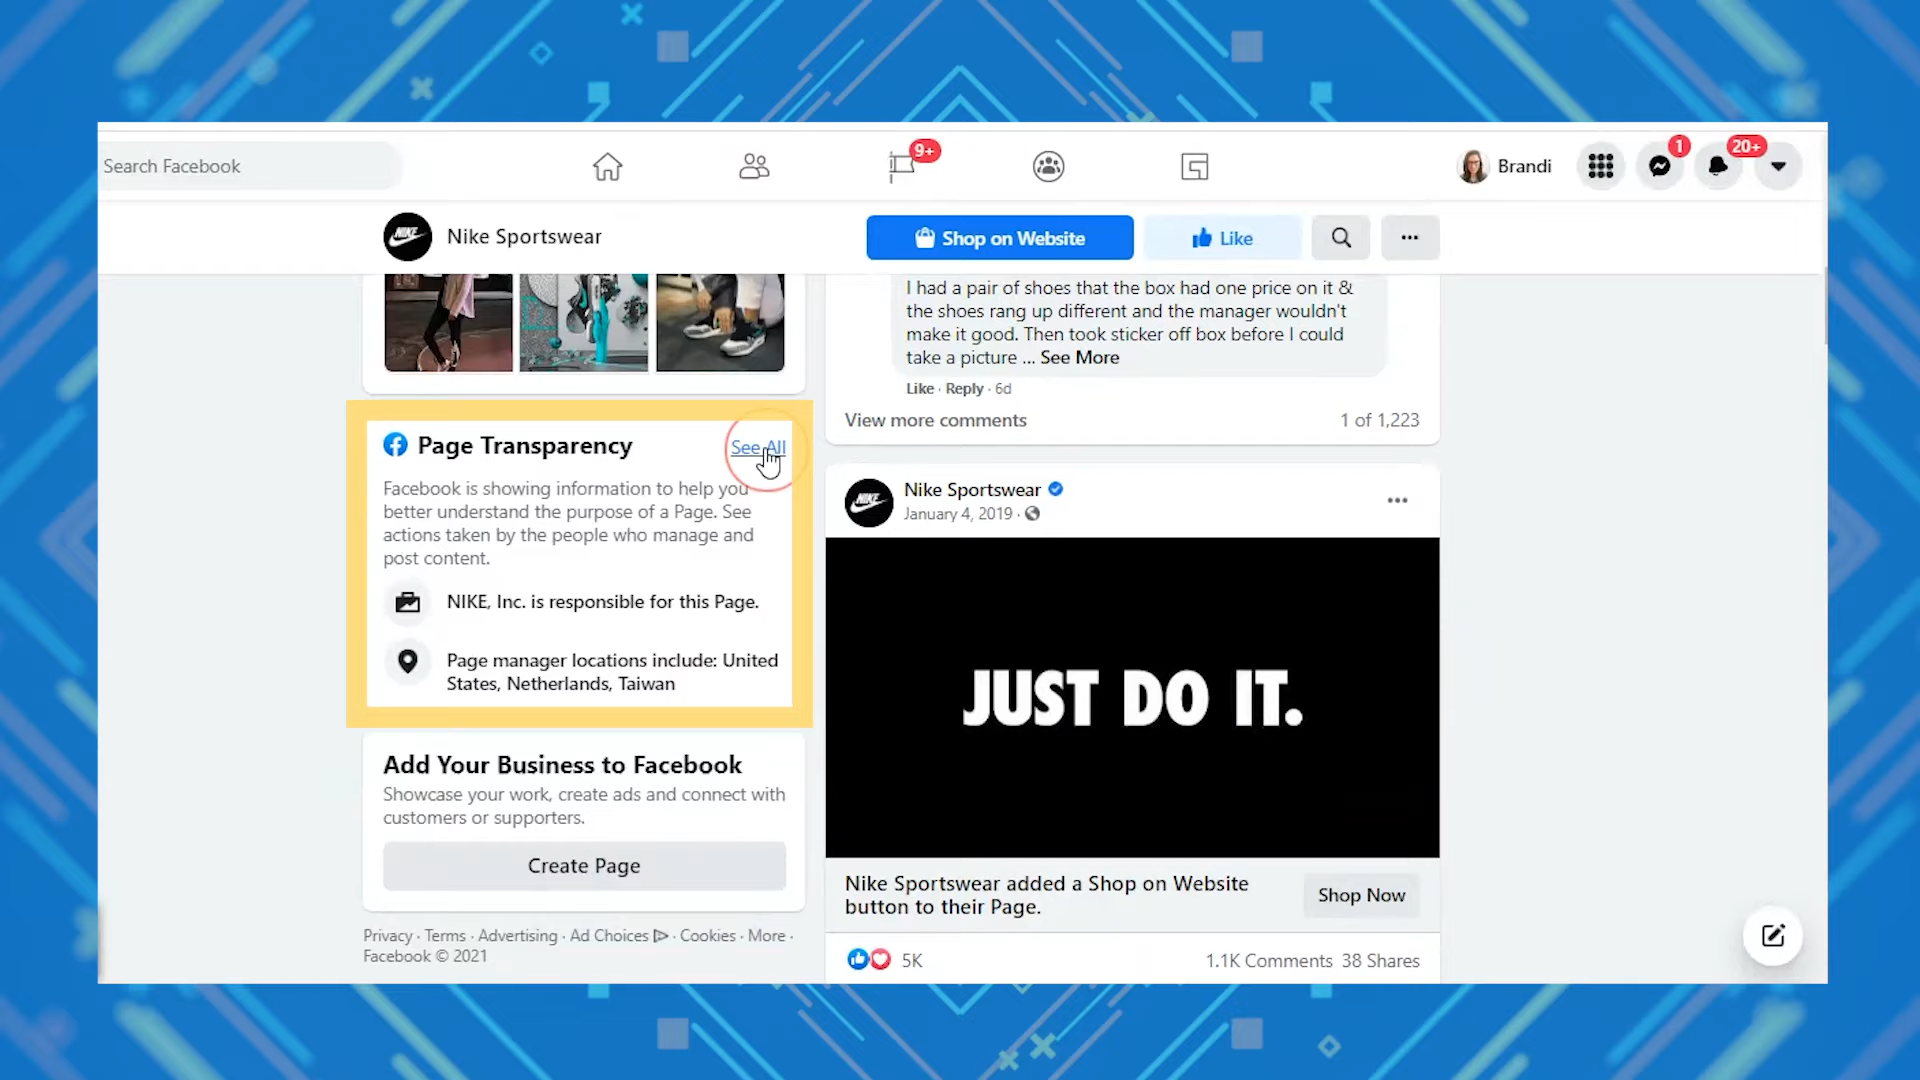 Search Facebook
9+
Brandi
1
20+
NIKE
Nike Sportswear
Shop on Website
Like
I had a pair of shoes that the box had one price on it &
the shoes rang up different and the manager wouldn't
make it good. Then took sticker off box before I could
take a picture ... See More
Like · Reply · 6d
View more comments
1 of 1,223
Page Transparency
See All
Facebook is showing information to help you
better understand the purpose of a Page. See
actions taken by the people who manage and
post content.
NIKE, Inc. is responsible for this Page.
Page manager locations include: United
States, Netherlands, Taiwan
Add Your Business to Facebook
Showcase your work, create ads and connect with
customers or supporters.
Create Page
Privacy · Terms · Advertising · Ad Choices · Cookies · More ·
Facebook © 2021
NIKE
Nike Sportswear
January 4, 2019 ·
JUST DO IT.
Nike Sportswear added a Shop on Website
button to their Page.
Shop Now
5K
1.1K Comments 38 Shares